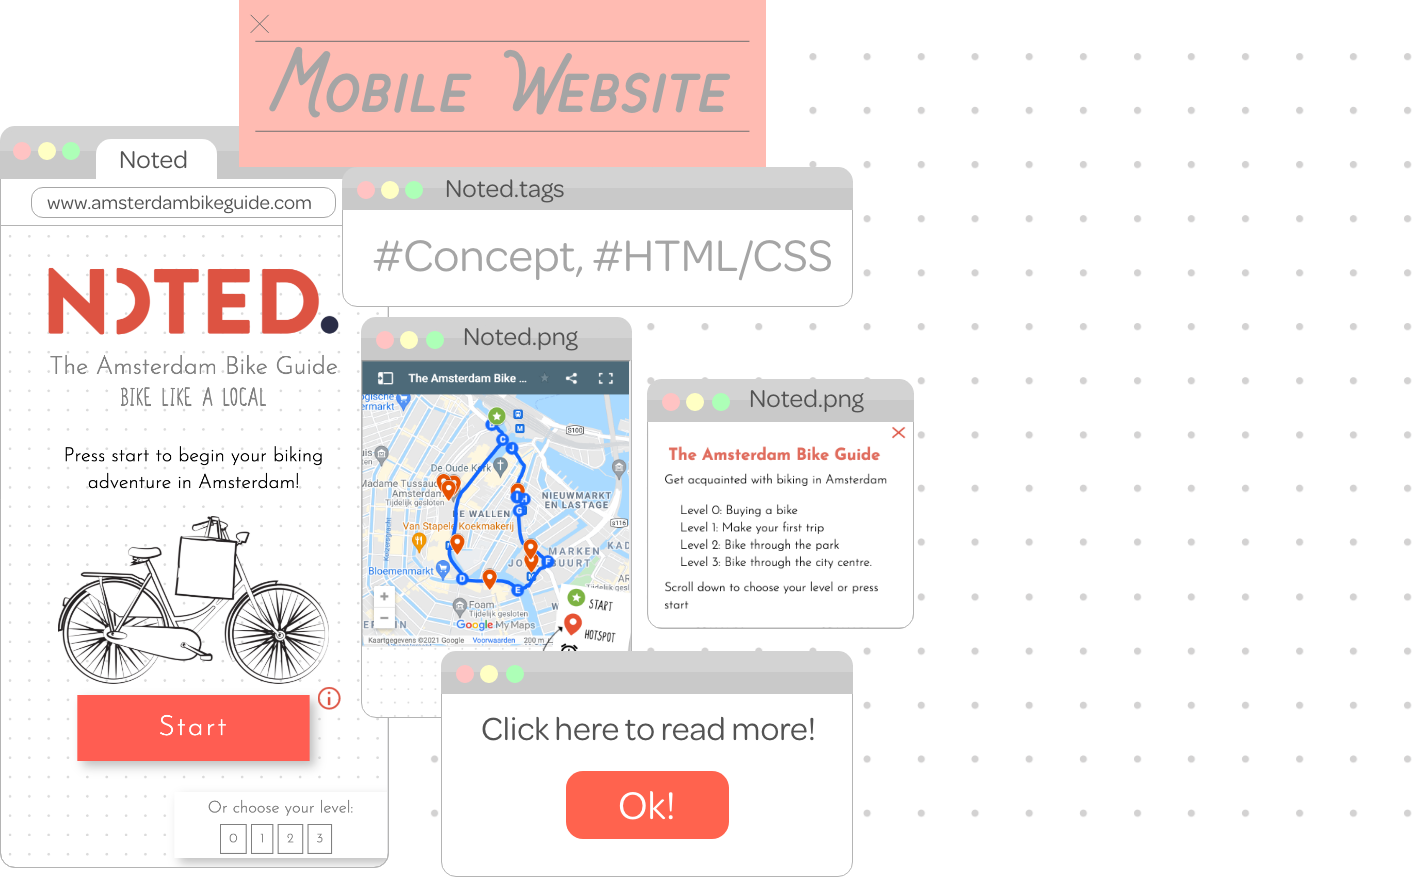 Mobile Website
Noted
www.amsterdambikeguide.com
Noted.tags
#Concept, #HTML/CSS
NOTED.
The Amsterdam Bike Guide
BIKE LIKE A LOCAL
Press start to begin your biking
adventure in Amsterdam!
Start
Or choose your level:
0 1 2 3
Noted.png
The Amsterdam Bike ...
S100
De Oude Kerk
Madame Tussau
Amsterdam
Tijdelijk gesloten
NIEUWMARKT
EN LASTAGE
DE WALLEN
S116
Van Stapele Koekmakerij
MARKEN
KAD
Bloemenmarkt
BUURT
Foam
Tijdelijk gesloten
START
HOTSPOT
Google My Maps
Kaartgegevens ©2021 Google Voorwaarden 200 m
Noted.png
The Amsterdam Bike Guide
Get acquainted with biking in Amsterdam
Level 0: Buying a bike
Level 1: Make your first trip
Level 2: Bike through the park
Level 3: Bike through the city centre.
Scroll down to choose your level or press
start
Click here to read more!
Ok!